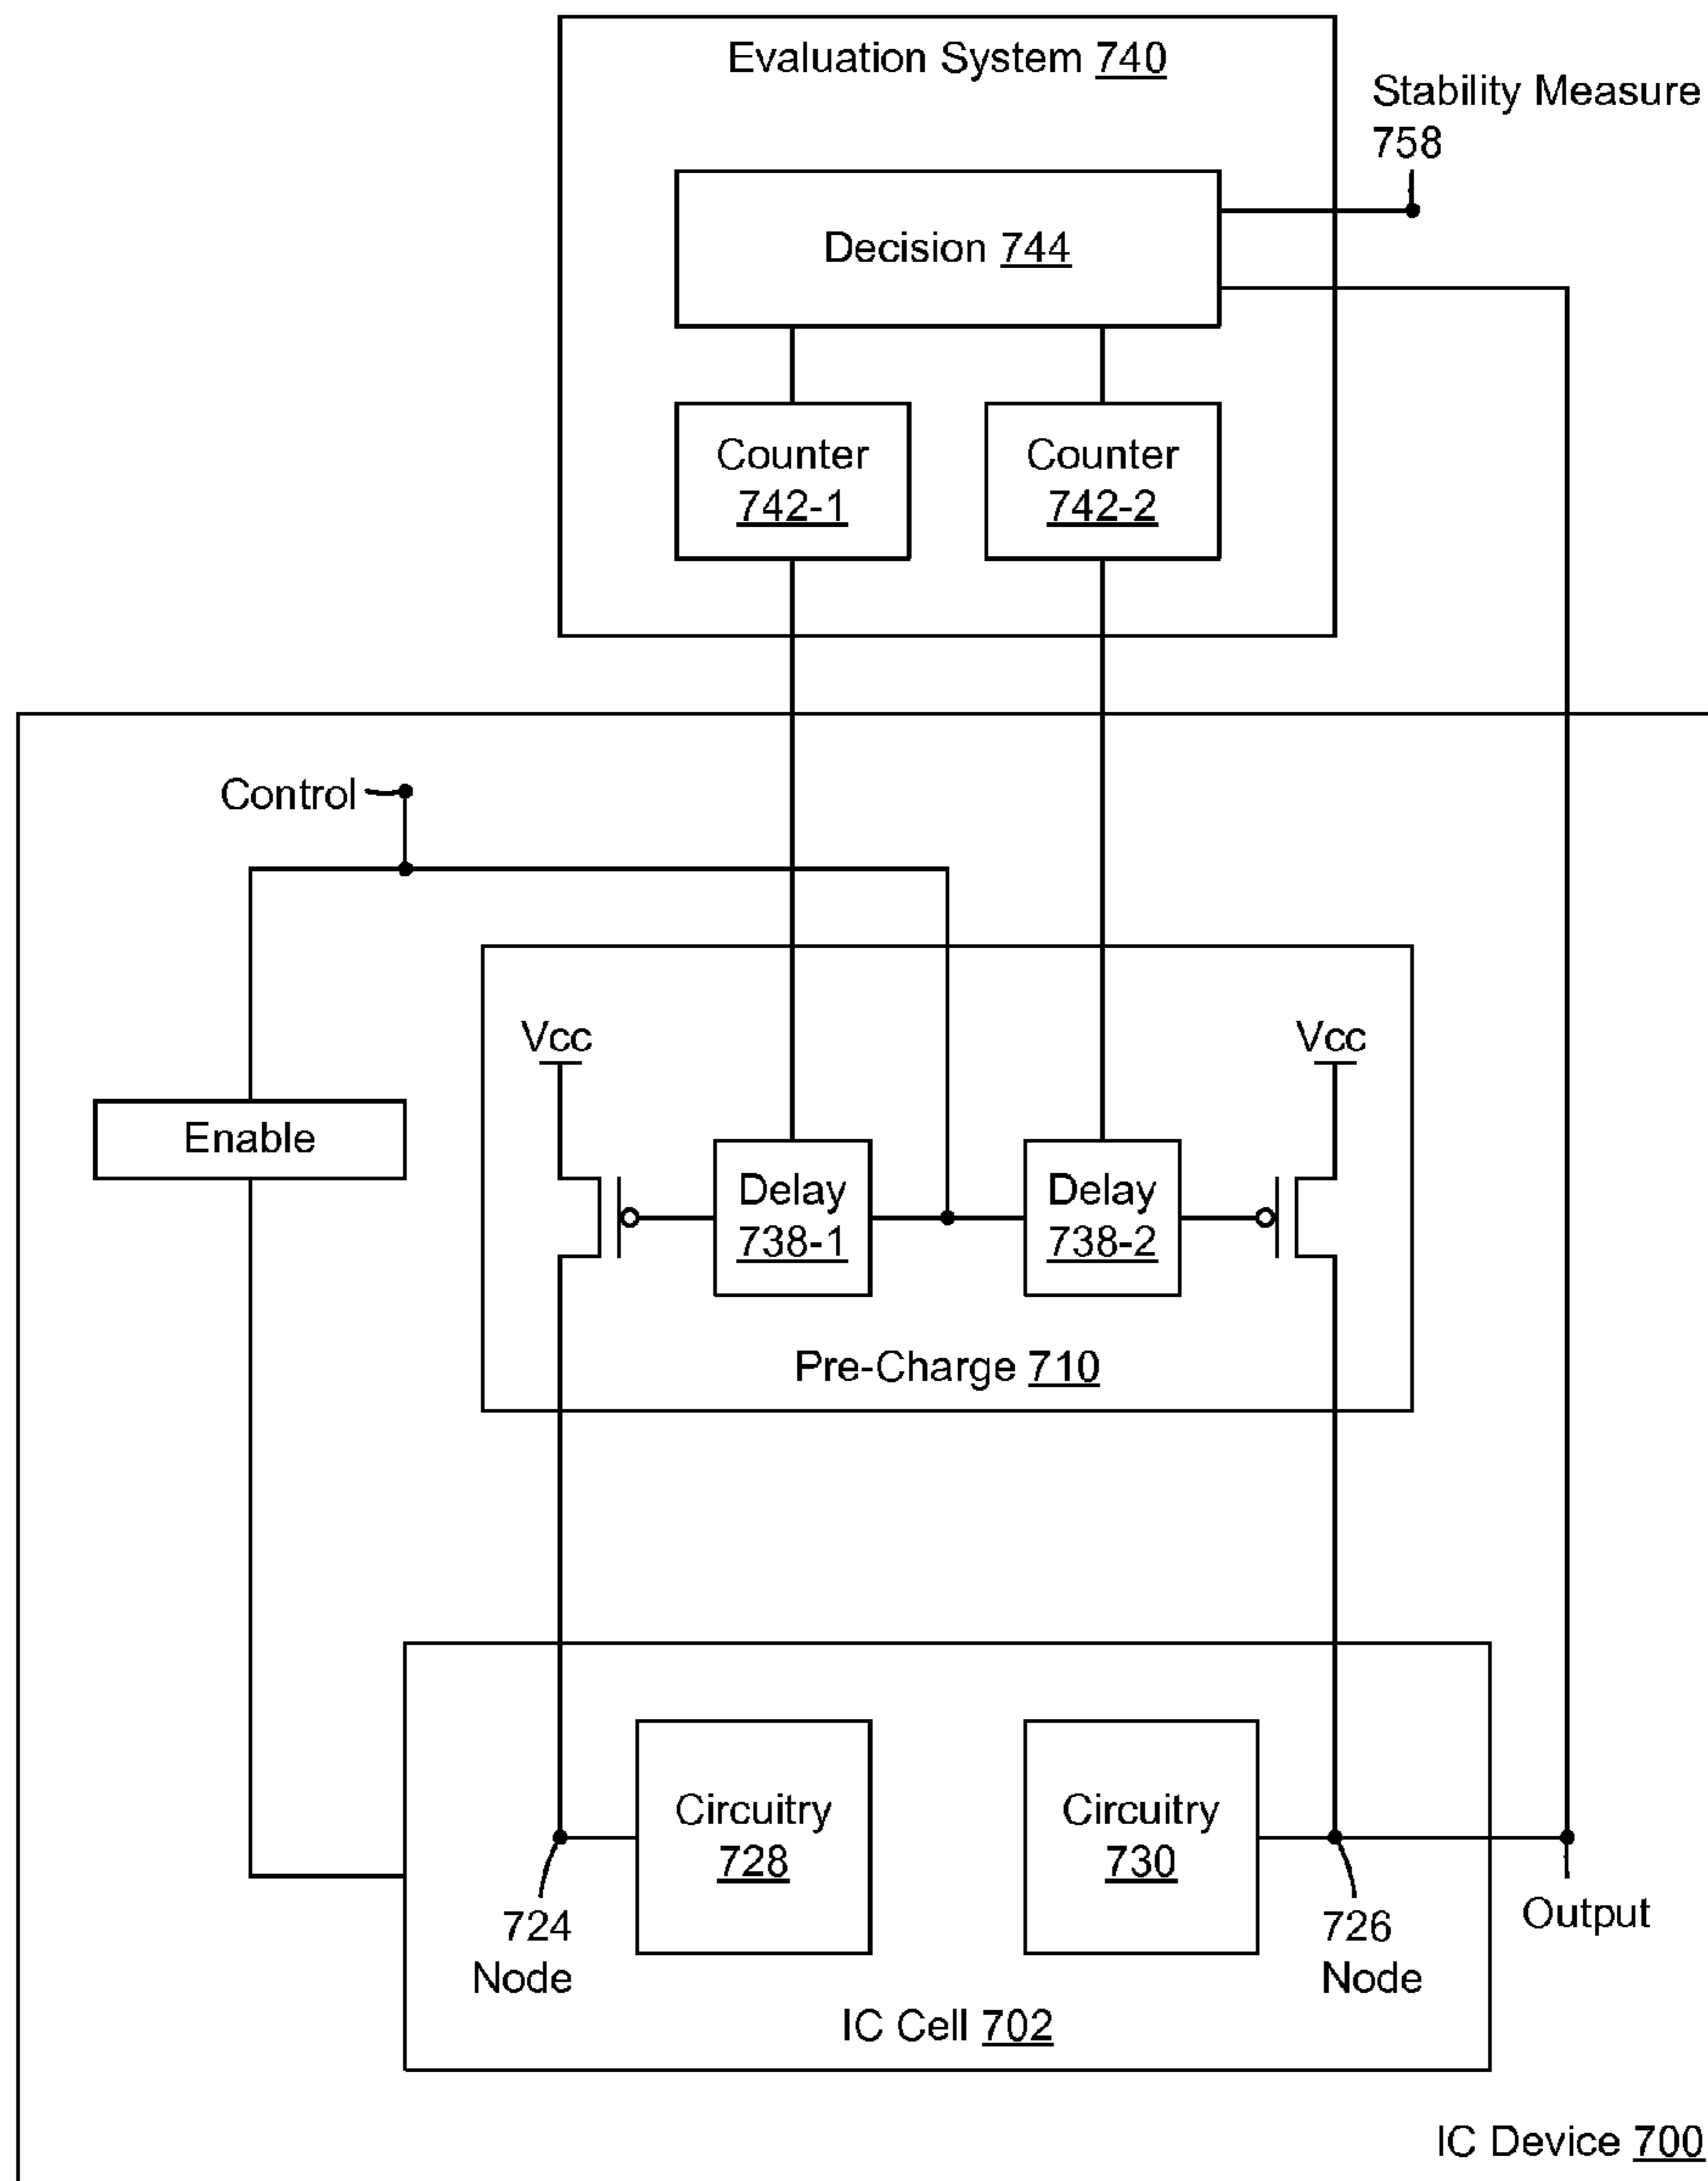 Evaluation System 740
Stability Measure
758
Decision 744
Counter
742-1
Counter
742-2
Control
Vcc
Vcc
Enable
Delay
738-1
Delay
738-2
Pre-Charge 710
Circuitry
728
Circuitry
730
724
Node
726
Node
Output
IC Cell 702
IC Device 700